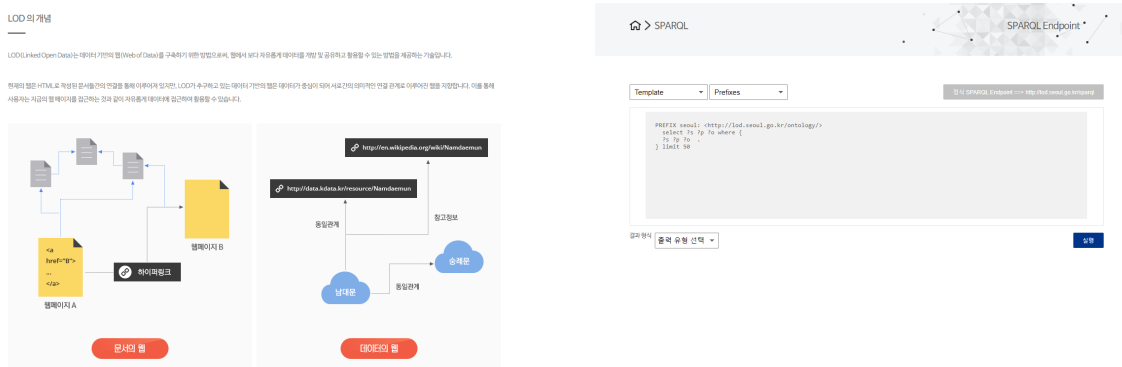 LOD의 개념
LOD(Linked Open Data)는 데이터 기반의 웹(Web of Data)를 구축하기 위한 방법으로써, 웹에서 보다 자유롭게 데이터를 개방 및 공유하고 활용할 수 있는 방법을 제공하는 기술입니다.
현재의 웹은 HTML로 작성된 문서들간의 연결을 통해 이루어져 있지만, LOD가 추구하고 있는 데이터 기반의 웹은 데이터가 중심이 되어 서로간의 의미적인 연결 관계로 이루어진 웹을 지향합니다. 이를 통해
사용자는 지금의 웹 페이지를 접근하는 것과 같이 자유롭게 데이터에 접근하여 활용할 수 있습니다.
<a
href="B">
...
</a>
웹페이지 A
하이퍼링크
웹페이지 B
문서의 웹
http://en.wikipedia.org/wiki/Namdaemun
http://data.kdata.kr/resource/Namdaemun
동일관계
참고정보
숭례문
남대문
동일관계
데이터의 웹
> SPARQL
SPARQL Endpoint
Template
Prefixes
정식 SPARQL Endpoint ==> http://lod.seoul.go.kr/sparql
PREFIX seoul: <http://lod.seoul.go.kr/ontology/>
select ?s ?p ?o where {
?s ?p ?o .
} limit 50
결과 형식
출력 유형 선택
실행